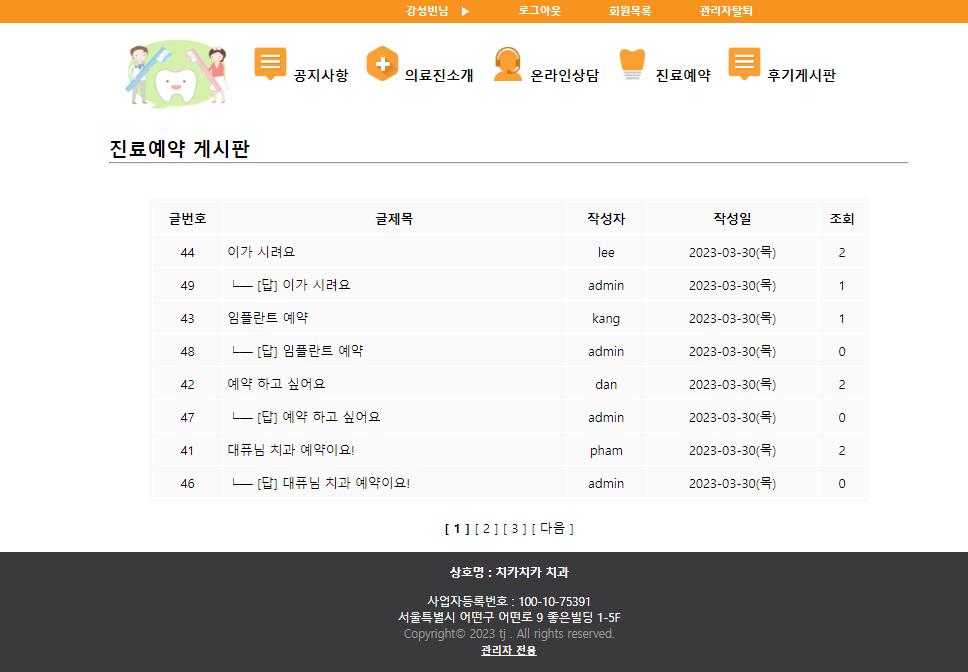 강성빈님 ▶ 로그아웃 회원목록 관리자탈퇴
공지사항 의료진소개 온라인상담 진료예약 후기게시판
진료예약 게시판
글번호 글제목 작성자 작성일 조회
44 이가 시려요 lee 2023-03-30(목) 2
49 ┗━ [답] 이가 시려요 admin 2023-03-30(목) 1
43 임플란트 예약 kang 2023-03-30(목) 1
48 ┗━ [답] 임플란트 예약 admin 2023-03-30(목) 0
42 예약 하고 싶어요 dan 2023-03-30(목) 2
47 ┗━ [답] 예약 하고 싶어요 admin 2023-03-30(목) 0
41 대퓨님 치과 예약이요! pham 2023-03-30(목) 2
46 ┗━ [답] 대퓨님 치과 예약이요! admin 2023-03-30(목) 0
[ 1 ] [ 2 ] [ 3 ] [ 다음 ]
상호명 : 치카치카 치과
사업자등록번호 : 100-10-75391
서울특별시 어떤구 어떤로 9 좋은빌딩 1-5F
Copyright© 2023 tj . All rights reserved.
관리자 전용